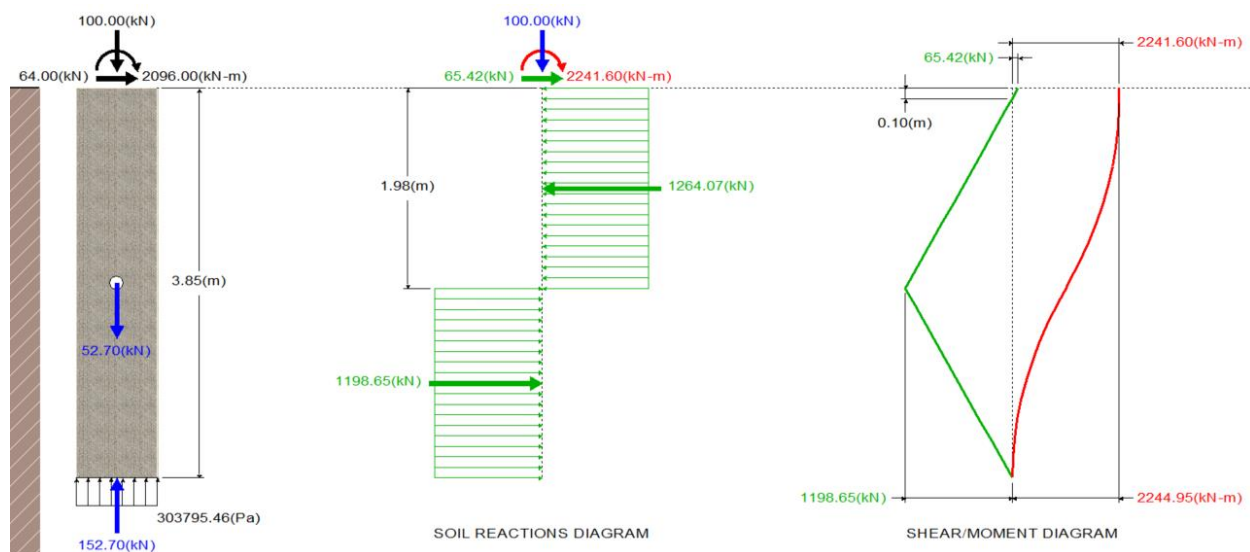 100.00(kN)
64.00(kN)
2096.00(kN-m)
3.85(m)
52.70(kN)
303795.46(Pa)
152.70(kN)
100.00(kN)
65.42(kN)
2241.60(kN-m)
1.98(m)
1264.07(kN)
1198.65(kN)
SOIL REACTIONS DIAGRAM
2241.60(kN-m)
65.42(kN)
0.10(m)
1198.65(kN)
2244.95(kN-m)
SHEAR/MOMENT DIAGRAM